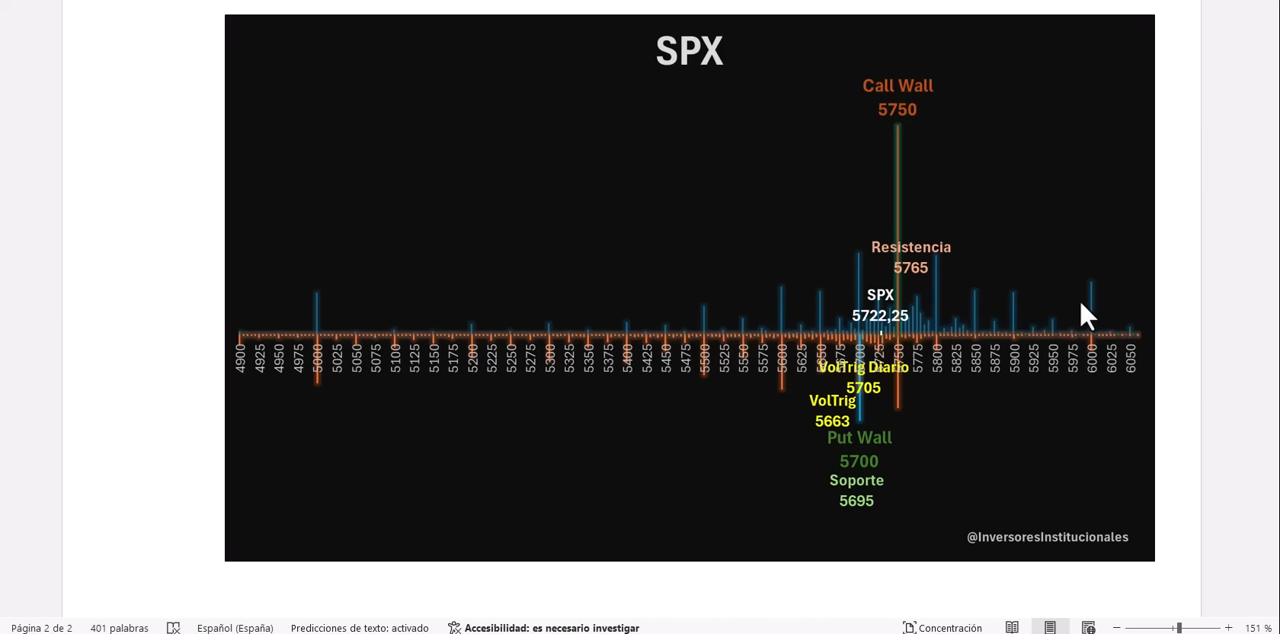 SPX
Call Wall
5750
Resistencia
5765
SPX
5722,25
4900 4925 4950 4975 5000 5025 5050 5075 5100 5125 5150 5175 5200 5225 5250 5275 5300 5325 5350 5375 5400 5425 5450 5475 5500 5525 5550 5575 5600 5625 5650 5675 5700 5725 5750 5775 5800 5825 5850 5875 5900 5925 5950 5975 6000 6025 6050
VolTrig Diario
5705
VolTrig
5663
Put Wall
5700
Soporte
5695
@InversoresInstitucionales
Página 2 de 2 401 palabras Español (España) Predicciones de texto: activado Accesibilidad: es necesario investigar Concentración 151 %